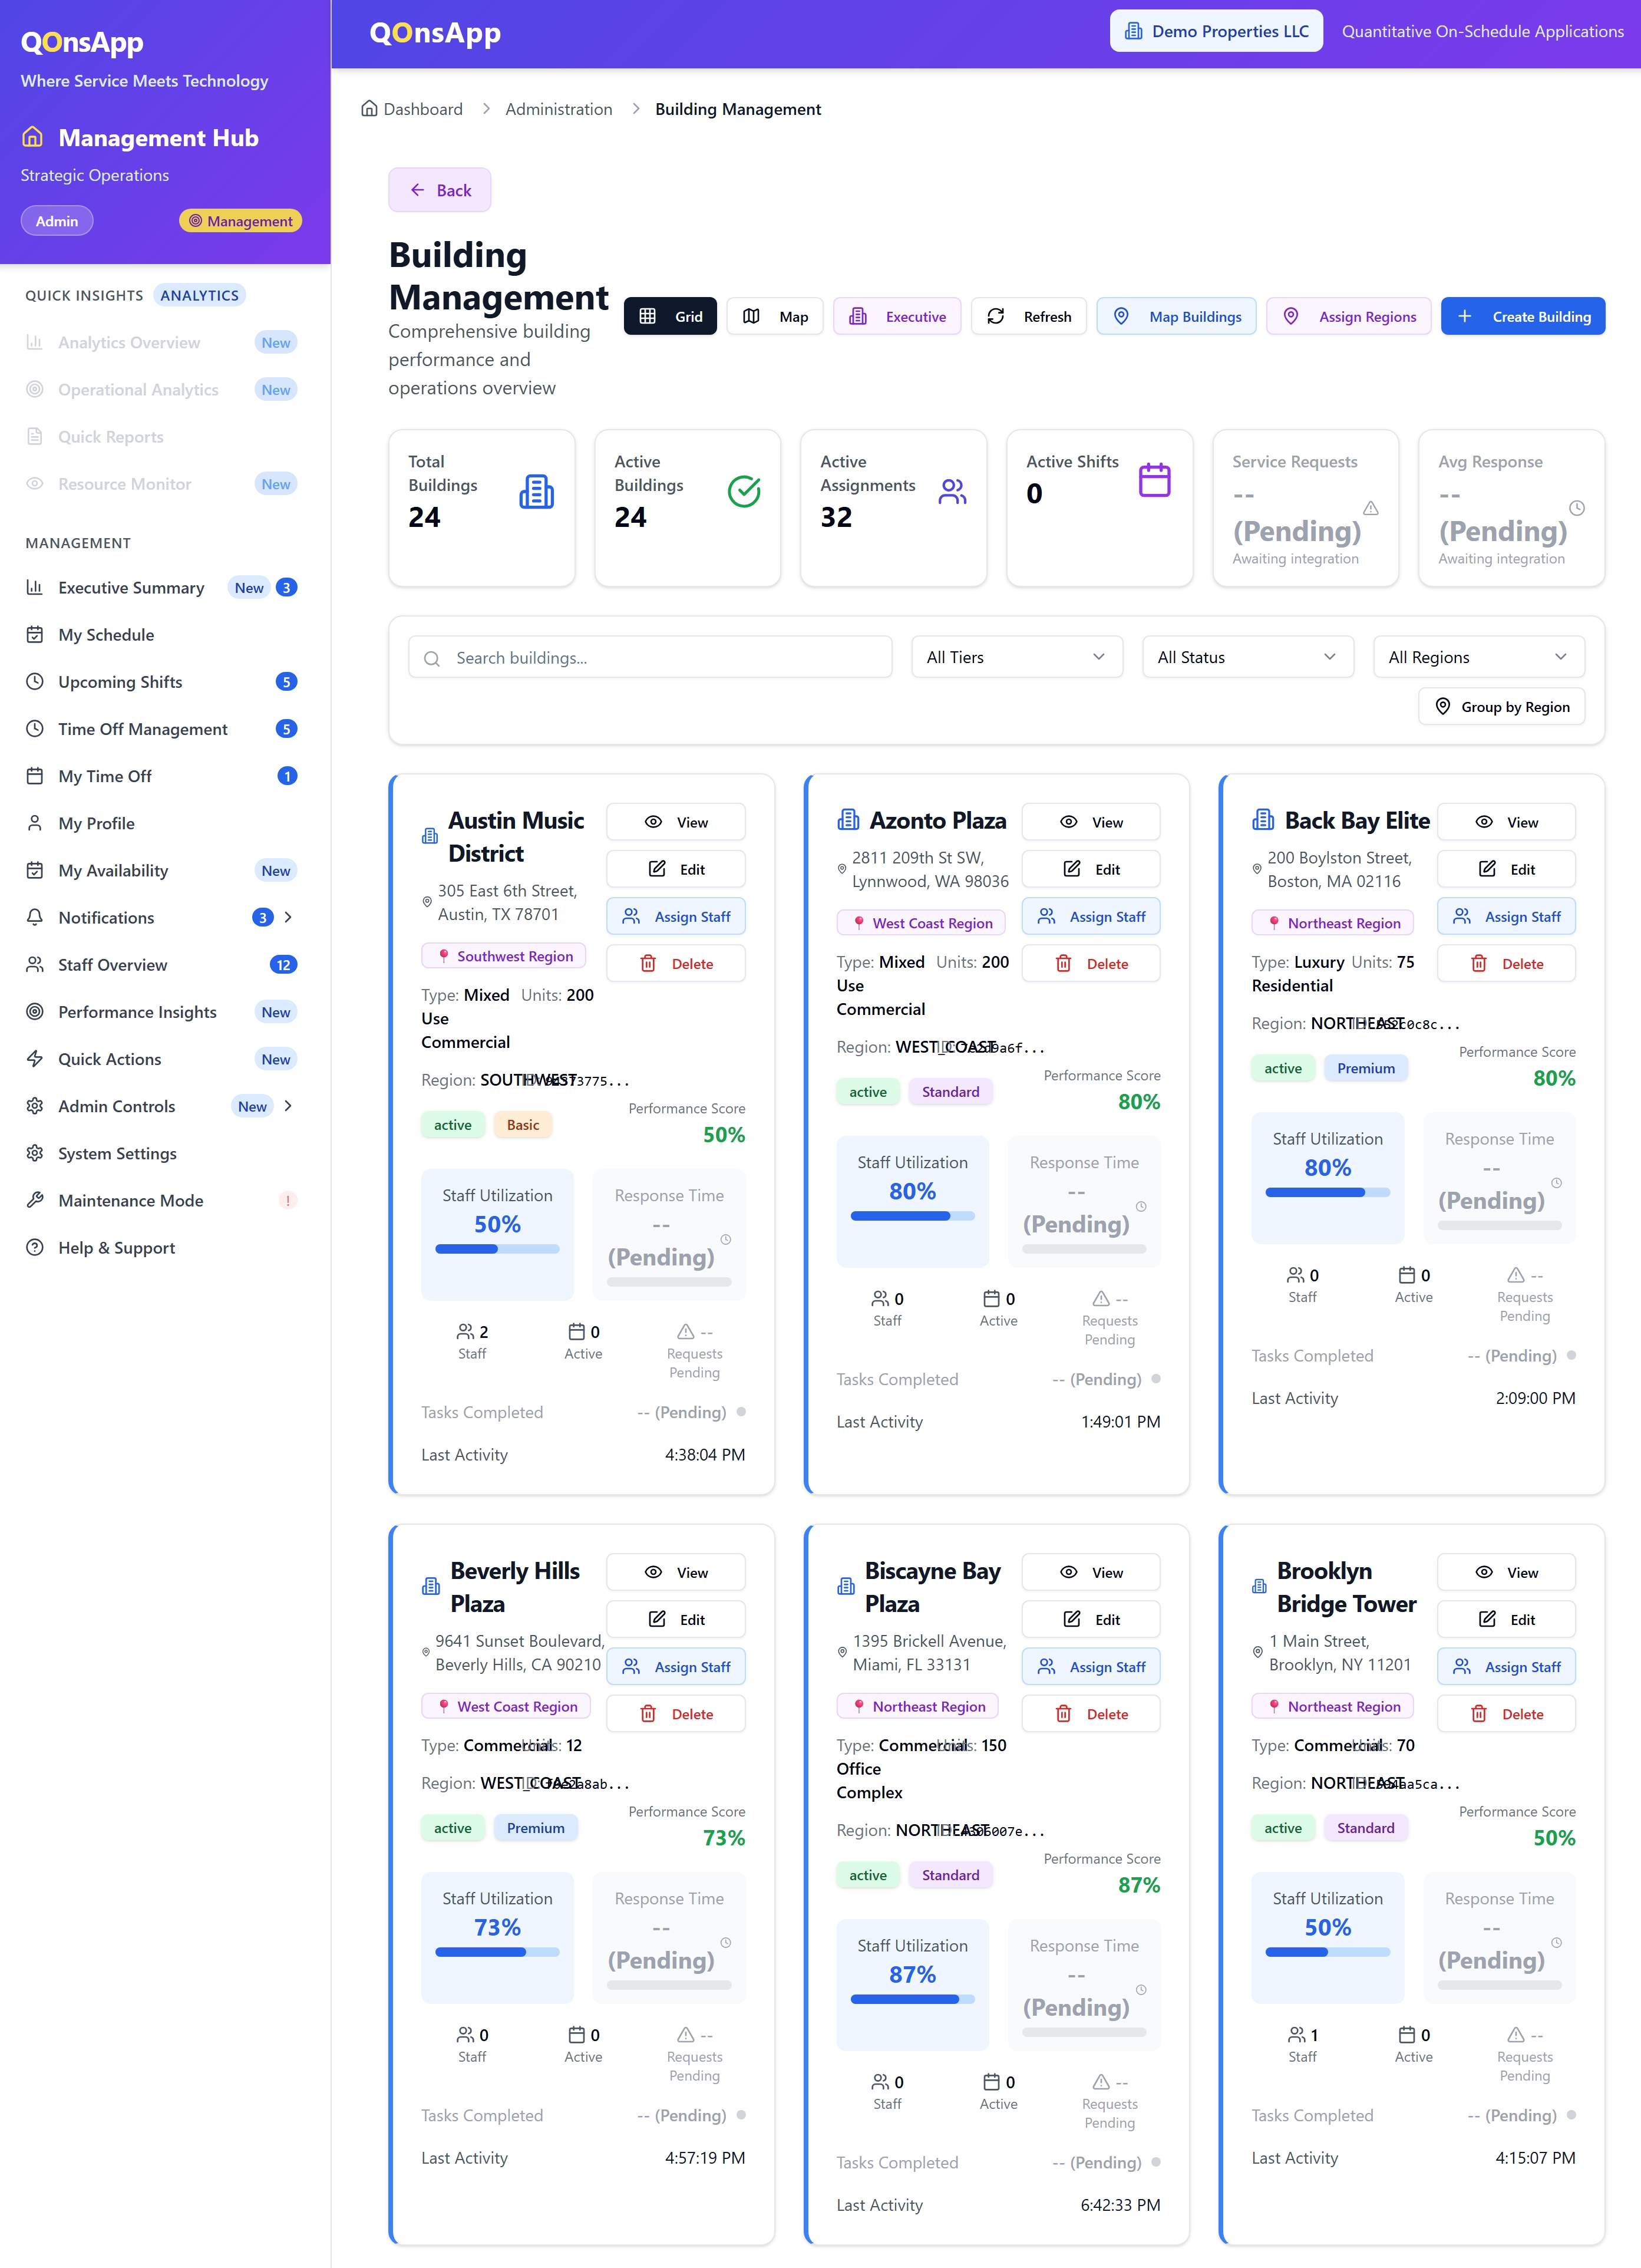 QOnsApp
Where Service Meets Technology
Management Hub
Strategic Operations
Admin
Management
QUICK INSIGHTS ANALYTICS
Analytics Overview New
Operational Analytics New
Quick Reports
Resource Monitor New
MANAGEMENT
Executive Summary New 3
My Schedule
Upcoming Shifts 5
Time Off Management 5
My Time Off 1
My Profile
My Availability New
Notifications 3
Staff Overview 12
Performance Insights New
Quick Actions New
Admin Controls New
System Settings
Maintenance Mode !
Help & Support
QOnsApp
Demo Properties LLC
Quantitative On-Schedule Applications
Dashboard > Administration > Building Management
Back
Building
Management
Comprehensive building
performance and
operations overview
Grid
Map
Executive
Refresh
Map Buildings
Assign Regions
Create Building
Total
Buildings
24
Active
Buildings
24
Active
Assignments
32
Active Shifts
0
Service Requests
--
(Pending)
Awaiting integration
Avg Response
--
(Pending)
Awaiting integration
Search buildings...
All Tiers
All Status
All Regions
Group by Region
Austin Music
District
305 East 6th Street,
Austin, TX 78701
Southwest Region
View
Edit
Assign Staff
Delete
Type: Mixed Units: 200
Use
Commercial
Region: SOUTHWEST
active
Basic
Performance Score
50%
Staff Utilization
50%
Response Time
--
(Pending)
2
Staff
0
Active
--
Requests
Pending
Tasks Completed -- (Pending)
Last Activity 4:38:04 PM
Azonto Plaza
2811 209th St SW,
Lynnwood, WA 98036
West Coast Region
View
Edit
Assign Staff
Delete
Type: Mixed Units: 200
Use
Commercial
Region: WEST_COAST
active
Standard
Performance Score
80%
Staff Utilization
80%
Response Time
--
(Pending)
0
Staff
0
Active
--
Requests
Pending
Tasks Completed -- (Pending)
Last Activity 1:49:01 PM
Back Bay Elite
200 Boylston Street,
Boston, MA 02116
Northeast Region
View
Edit
Assign Staff
Delete
Type: Luxury Units: 75
Residential
Region: NORTHEAST
active
Premium
Performance Score
80%
Staff Utilization
80%
Response Time
--
(Pending)
0
Staff
0
Active
--
Requests
Pending
Tasks Completed -- (Pending)
Last Activity 2:09:00 PM
Beverly Hills
Plaza
9641 Sunset Boulevard,
Beverly Hills, CA 90210
West Coast Region
View
Edit
Assign Staff
Delete
Type: Commercial Units: 12
Region: WEST_COAST
active
Premium
Performance Score
73%
Staff Utilization
73%
Response Time
--
(Pending)
0
Staff
0
Active
--
Requests
Pending
Tasks Completed -- (Pending)
Last Activity 4:57:19 PM
Biscayne Bay
Plaza
1395 Brickell Avenue,
Miami, FL 33131
Northeast Region
View
Edit
Assign Staff
Delete
Type: Commercial Units: 150
Office
Complex
Region: NORTHEAST
active
Standard
Performance Score
87%
Staff Utilization
87%
Response Time
--
(Pending)
0
Staff
0
Active
--
Requests
Pending
Tasks Completed -- (Pending)
Last Activity 6:42:33 PM
Brooklyn
Bridge Tower
1 Main Street,
Brooklyn, NY 11201
Northeast Region
View
Edit
Assign Staff
Delete
Type: Commercial Units: 70
Region: NORTHEAST
active
Standard
Performance Score
50%
Staff Utilization
50%
Response Time
--
(Pending)
1
Staff
0
Active
--
Requests
Pending
Tasks Completed -- (Pending)
Last Activity 4:15:07 PM